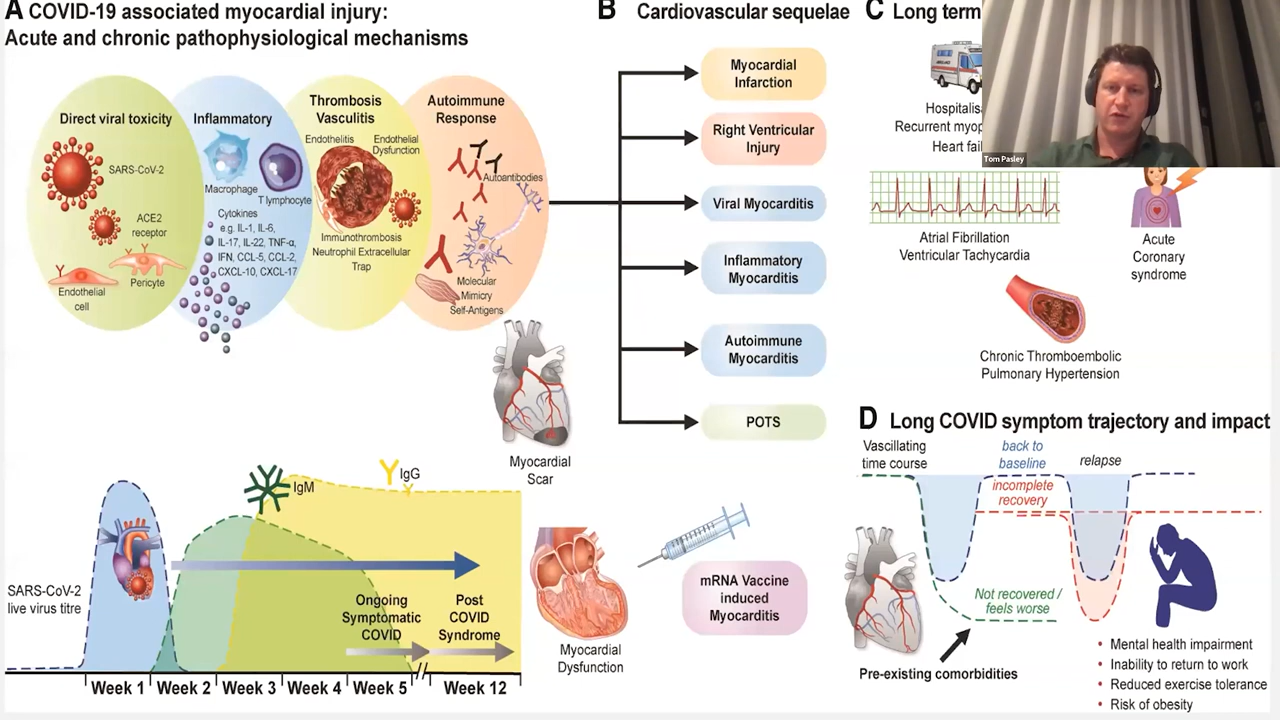 A COVID-19 associated myocardial injury:
Acute and chronic pathophysiological mechanisms
Direct viral toxicity
SARS-CoV-2
ACE2
receptor
Pericyte
Endothelial
cell
Inflammatory
Macrophage
T lymphocyte
Cytokines
e.g. IL-1, IL-6,
IL-17, IL-22, TNF-α,
IFN, CCL-5, CCL-2,
CXCL-10, CXCL-17
Thrombosis
Vasculitis
Endothelitis
Endothelial
Dysfunction
Immunothrombosis
Neutrophil Extracellular
Trap
Autoimmune
Response
Autoantibodies
Molecular
Mimicry
Self-Antigens
Myocardial
Scar
SARS-CoV-2
live virus titre
IgM
IgG
Ongoing
Symptomatic
COVID
Post
COVID
Syndrome
Week 1
Week 2
Week 3
Week 4
Week 5
Week 12
Myocardial
Dysfunction
B Cardiovascular sequelae
Myocardial
Infarction
Right Ventricular
Injury
Viral Myocarditis
Inflammatory
Myocarditis
Autoimmune
Myocarditis
POTS
mRNA Vaccine
induced
Myocarditis
C Long term
Hospitalis
Recurrent myop
Heart fail
Tom Pasley
Atrial Fibrillation
Ventricular Tachycardia
Acute
Coronary
syndrome
Chronic Thromboembolic
Pulmonary Hypertension
D Long COVID symptom trajectory and impact
Vascillating
time course
back to
baseline
relapse
incomplete
recovery
Not recovered /
feels worse
Pre-existing comorbidities
• Mental health impairment
• Inability to return to work
• Reduced exercise tolerance
• Risk of obesity